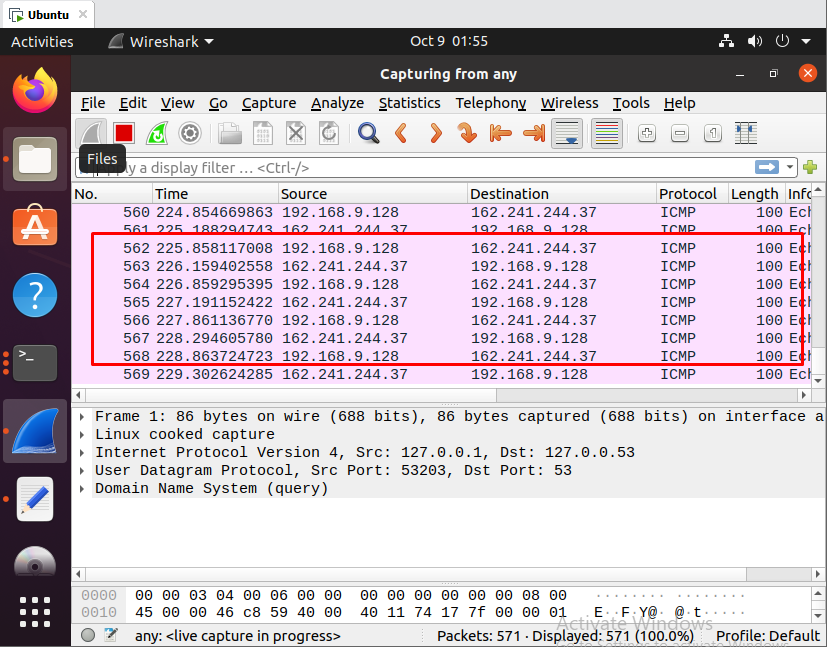 Ubuntu
Activities Wireshark Oct 9 01:55
Capturing from any
File Edit View Go Capture Analyze Statistics Telephony Wireless Tools Help
Files
y a display filter … <Ctrl-/>
No. Time Source Destination Protocol Length Info
560 224.854669863 192.168.9.128 162.241.244.37 ICMP 100 Ech
561 225.188294743 162.241.244.37 192.168.9.128 ICMP 100 Ech
562 225.858117008 192.168.9.128 162.241.244.37 ICMP 100 Ech
563 226.159402558 162.241.244.37 192.168.9.128 ICMP 100 Ech
564 226.859295395 192.168.9.128 162.241.244.37 ICMP 100 Ech
565 227.191152422 162.241.244.37 192.168.9.128 ICMP 100 Ech
566 227.861136770 192.168.9.128 162.241.244.37 ICMP 100 Ech
567 228.294605780 162.241.244.37 192.168.9.128 ICMP 100 Ech
568 228.863724723 192.168.9.128 162.241.244.37 ICMP 100 Ech
569 229.302624285 162.241.244.37 192.168.9.128 ICMP 100 Ech
Frame 1: 86 bytes on wire (688 bits), 86 bytes captured (688 bits) on interface a
Linux cooked capture
Internet Protocol Version 4, Src: 127.0.0.1, Dst: 127.0.0.53
User Datagram Protocol, Src Port: 53203, Dst Port: 53
Domain Name System (query)
0000 00 00 03 04 00 06 00 00 00 00 00 00 00 00 08 00 ········ ········
0010 45 00 00 46 c8 59 40 00 40 11 74 17 7f 00 00 01 E··F·Y@· @·t·····
Activate Windows
any: <live capture in progress> Packets: 571 · Displayed: 571 (100.0%) Profile: Default
Go to Settings to activate Windows.